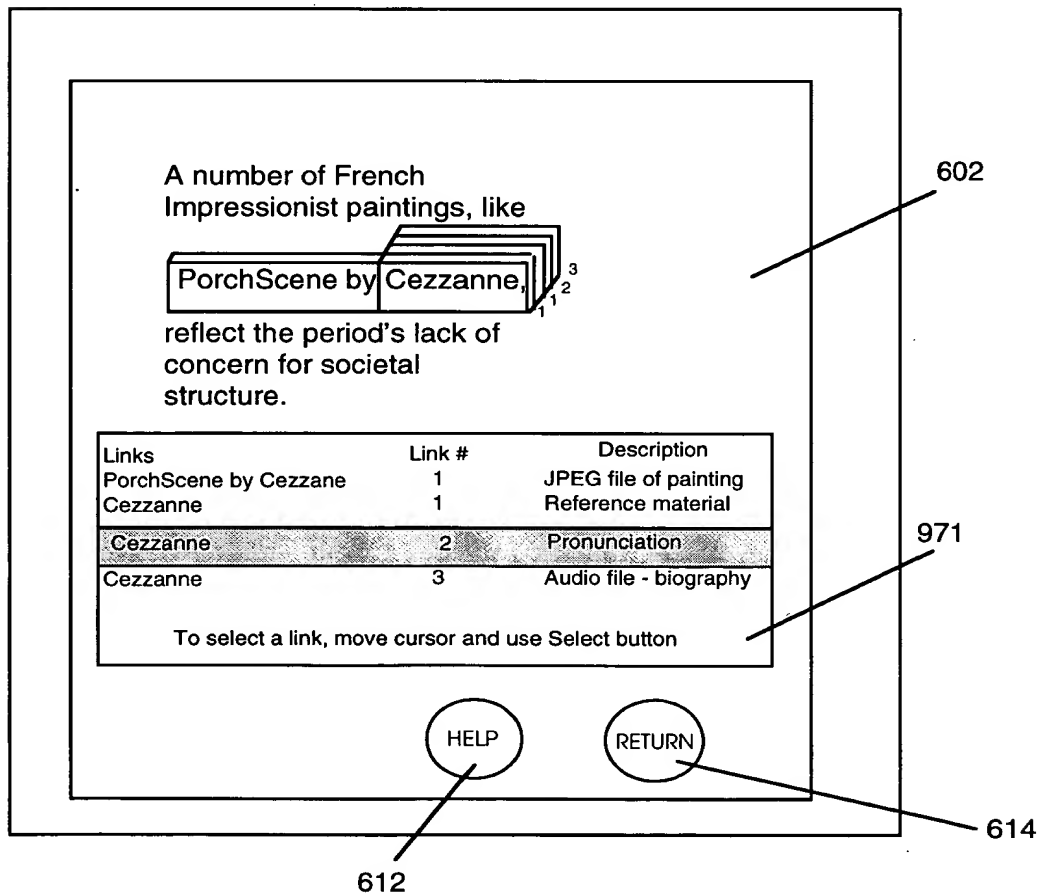 A number of French
Impressionist paintings, like
PorchScene by Cezzanne,
1 1 2 3
reflect the period's lack of
concern for societal
structure.
Links Link # Description
PorchScene by Cezzane 1 JPEG file of painting
Cezzanne 1 Reference material
Cezzanne 2 Pronunciation
Cezzanne 3 Audio file - biography
To select a link, move cursor and use Select button
HELP RETURN
602
971
614
612